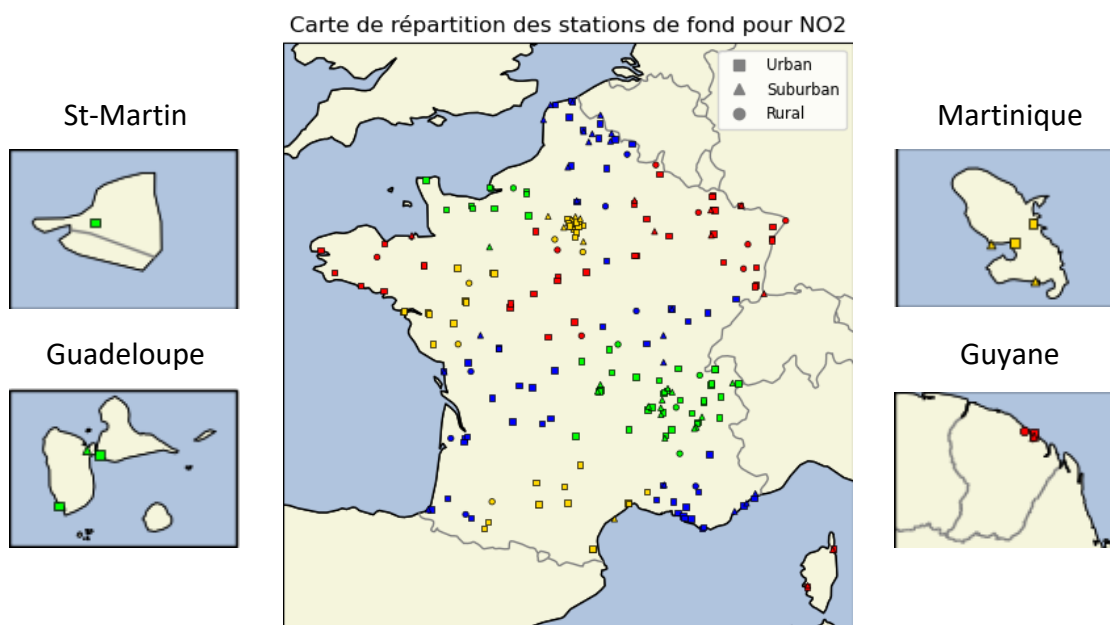 Carte de répartition des stations de fond pour NO2
Urban
Suburban
Rural
St-Martin
Martinique
Guadeloupe
Guyane